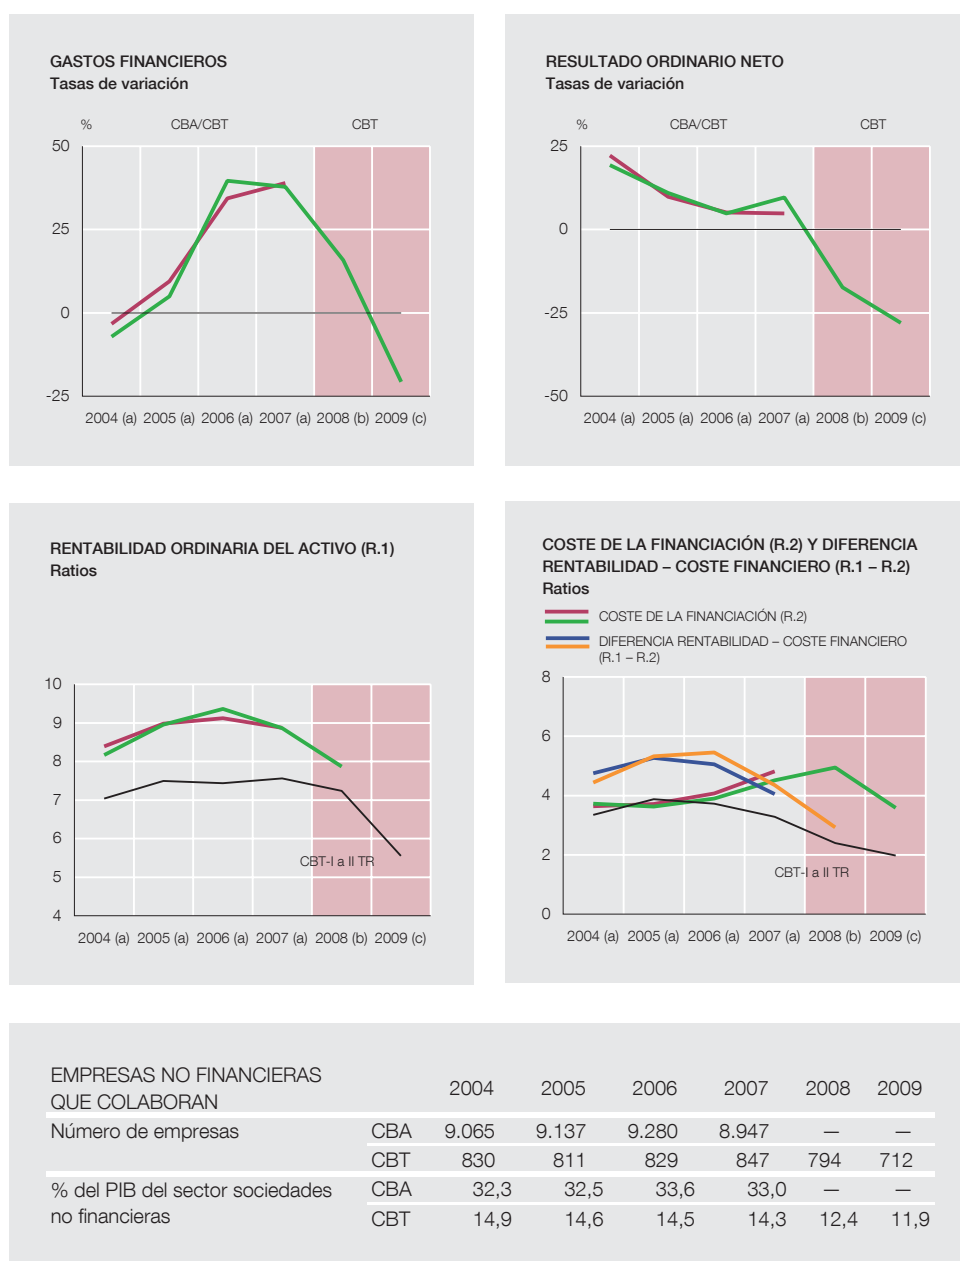 GASTOS FINANCIEROS
Tasas de variación
% CBA/CBT CBT
50
25
0
-25
2004 (a) 2005 (a) 2006 (a) 2007 (a) 2008 (b) 2009 (c)
RESULTADO ORDINARIO NETO
Tasas de variación
% CBA/CBT CBT
25
0
-25
-50
2004 (a) 2005 (a) 2006 (a) 2007 (a) 2008 (b) 2009 (c)
RENTABILIDAD ORDINARIA DEL ACTIVO (R.1)
Ratios
10
9
8
7
6
5
4
CBT-I a II TR
2004 (a) 2005 (a) 2006 (a) 2007 (a) 2008 (b) 2009 (c)
COSTE DE LA FINANCIACIÓN (R.2) Y DIFERENCIA
RENTABILIDAD – COSTE FINANCIERO (R.1 – R.2)
Ratios
COSTE DE LA FINANCIACIÓN (R.2)
DIFERENCIA RENTABILIDAD – COSTE FINANCIERO
(R.1 – R.2)
8
6
4
2
0
CBT-I a II TR
2004 (a) 2005 (a) 2006 (a) 2007 (a) 2008 (b) 2009 (c)
EMPRESAS NO FINANCIERAS
QUE COLABORAN
2004 2005 2006 2007 2008 2009
Número de empresas CBA 9.065 9.137 9.280 8.947 — —
CBT 830 811 829 847 794 712
% del PIB del sector sociedades CBA 32,3 32,5 33,6 33,0 — —
no financieras CBT 14,9 14,6 14,5 14,3 12,4 11,9